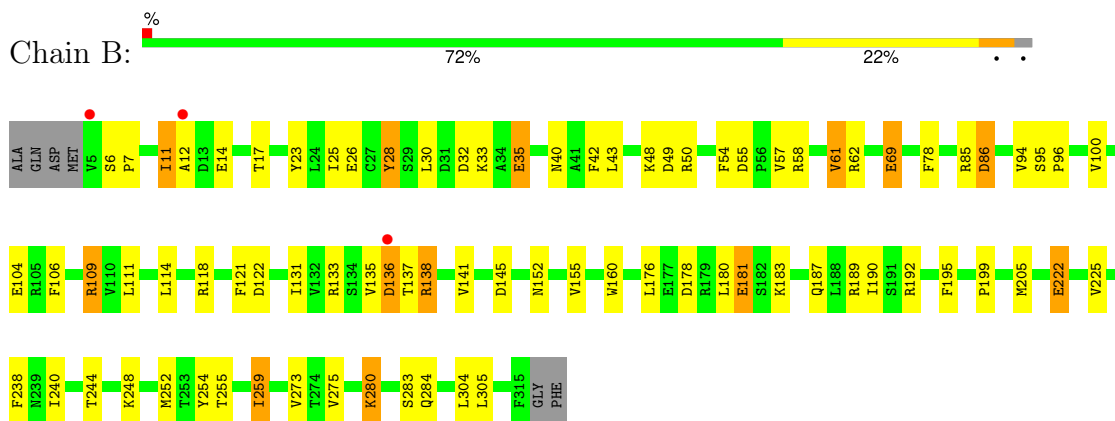 %
Chain B:
72% 22% . .
ALA GLN ASP MET V5 S6 P7 I11 A12 D13 E14 T17 Y23 L24 I25 E26 C27 Y28 S29 L30 D31 D32 K33 A34 E35 N40 A41 F42 L43 K48 D49 R50 F54 D55 P56 V57 R58 V61 R62 E69 F78 R85 D86 V94 S95 P96 V100
E104 R105 F106 R109 V110 L111 L114 R118 F121 D122 I131 V132 R133 S134 V135 D136 T137 R138 V141 D145 N152 V155 W160 L176 E177 D178 R179 L180 E181 S182 K183 Q187 L188 R189 I190 S191 R192 F195 P199 M205 E222 V225
F238 N239 I240 T244 K248 M252 T253 Y254 T255 I259 V273 T274 V275 K280 S283 Q284 L304 L305 F315 GLY PHE